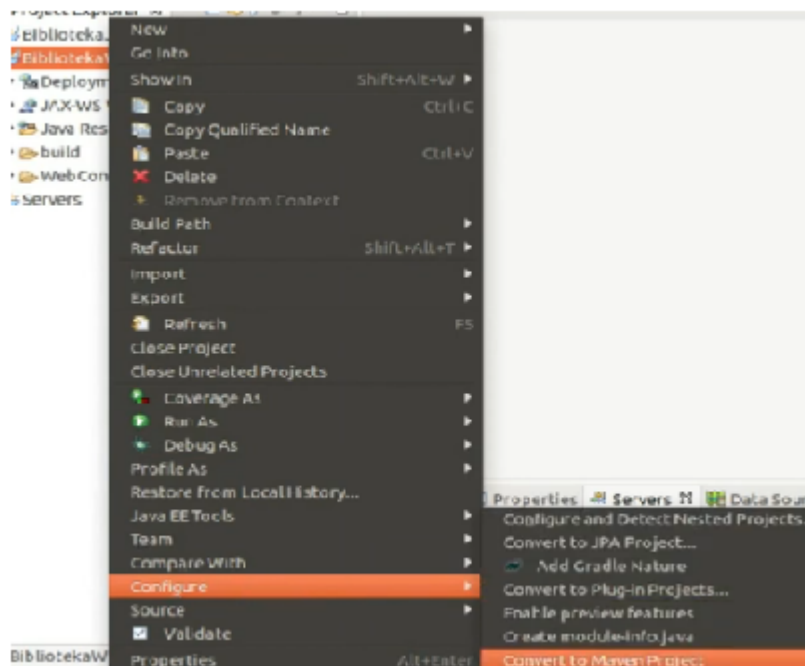 Project Explorer
Biblioteka
BibliotekaW
Deploym
JAX-WS
Java Res
build
WebCon
Servers
New
Go Into
Show In Shift+Alt+W
Copy Ctrl+C
Copy Qualified Name
Paste Ctrl+V
Delete
Remove from Context
Build Path
Refactor Shift+Alt+T
Import
Export
Refresh F5
Close Project
Close Unrelated Projects
Coverage As
Run As
Debug As
Profile As
Restore from Local History...
Java EE Tools
Team
Compare With
Configure
Source
Validate
Properties Alt+Enter
Properties Servers Data Sour
Configure and Detect Nested Projects
Convert to JPA Project...
Add Gradle Nature
Convert to Plug-in Projects...
Enable preview features
Create module-info.java
Convert to Maven Project
BibliotekaW